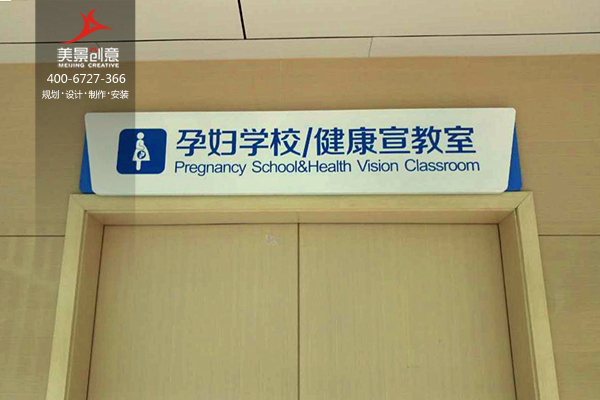 美景创意
MEIJING CREATIVE
400-6727-366
规划·设计·制作·安装
孕妇学校/健康宣教室
Pregnancy School&Health Vision Classroom